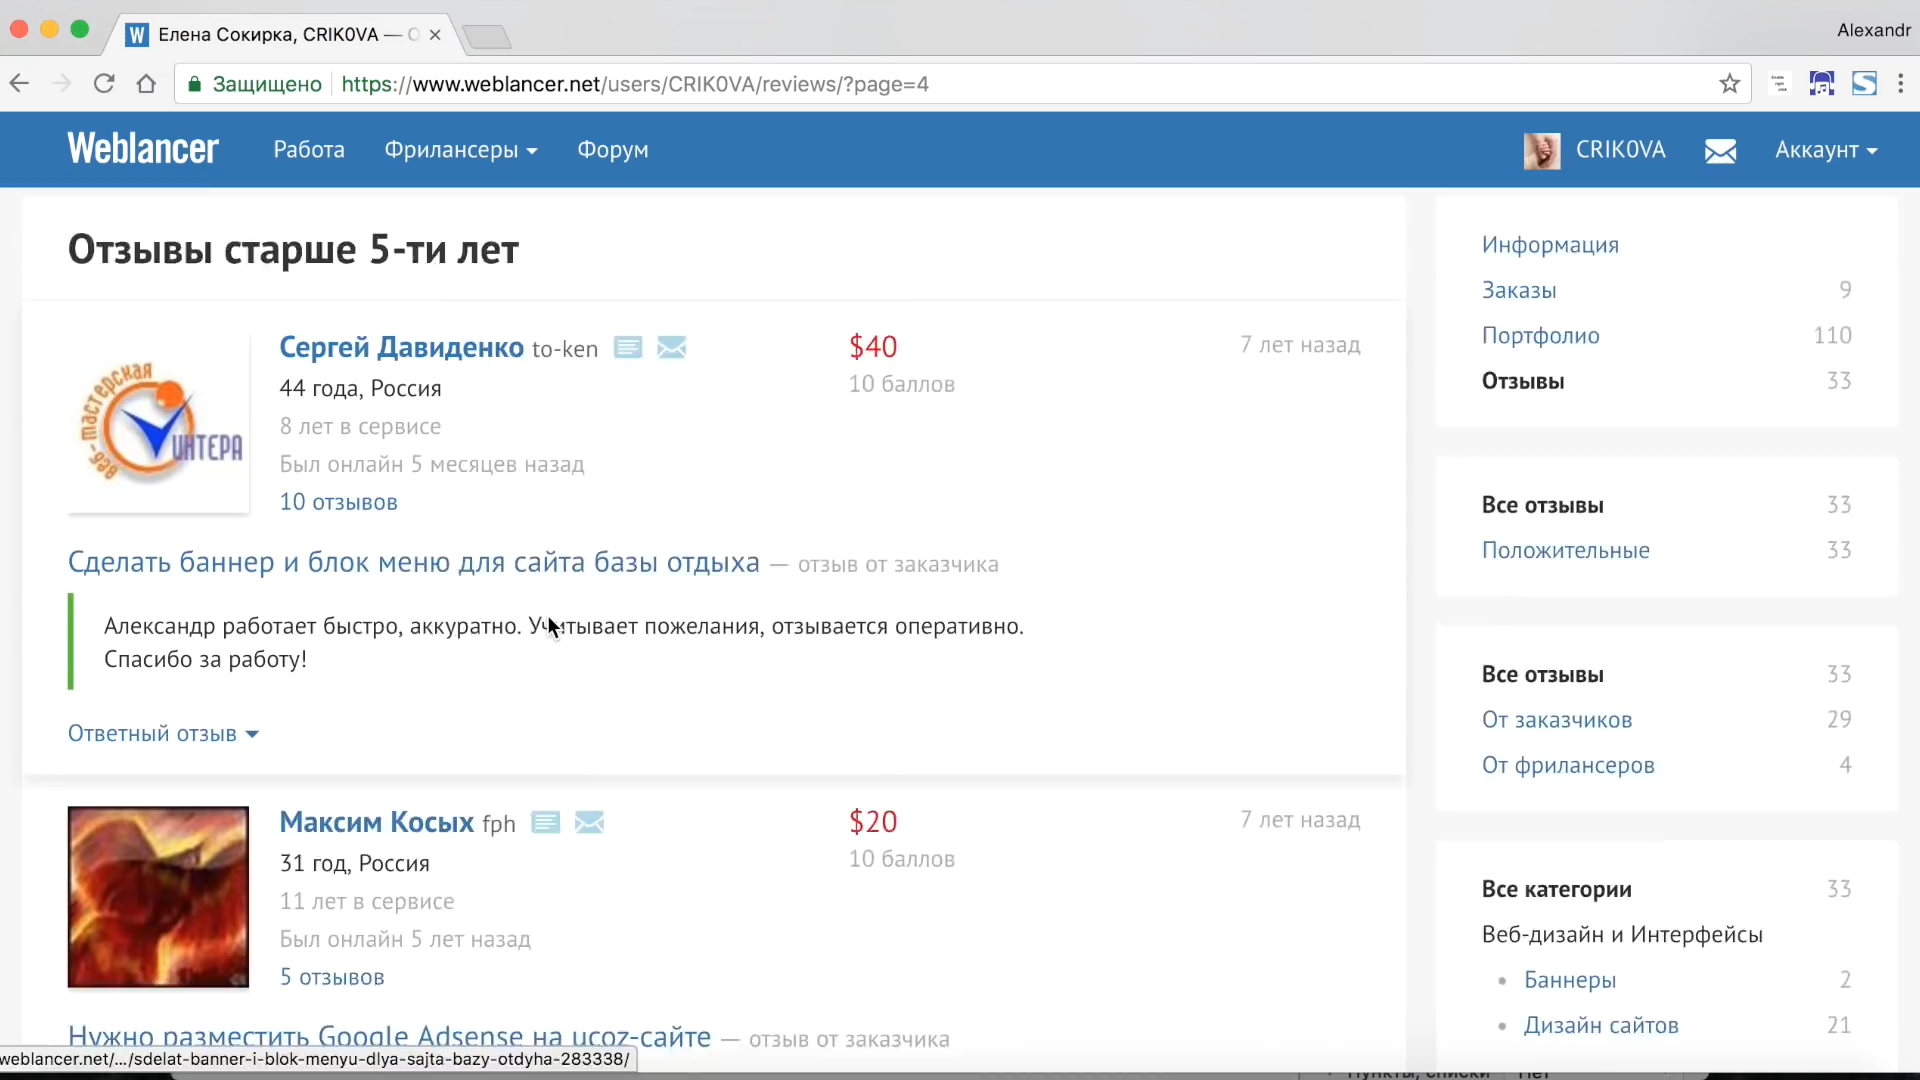 Елена Сокирка, CRIK0VA —
Alexandr
Защищено
https://www.weblancer.net/users/CRIK0VA/reviews/?page=4
Weblancer
Работа
Фрилансеры
Форум
CRIK0VA
Аккаунт
Отзывы старше 5-ти лет
веб-мастерская
ИНТЕРА
Сергей Давиденко to-ken
$40
7 лет назад
44 года, Россия
10 баллов
8 лет в сервисе
Был онлайн 5 месяцев назад
10 отзывов
Сделать баннер и блок меню для сайта базы отдыха — отзыв от заказчика
Александр работает быстро, аккуратно. Учитывает пожелания, отзывается оперативно.
Спасибо за работу!
Ответный отзыв
Максим Косых fph
$20
7 лет назад
31 год, Россия
10 баллов
11 лет в сервисе
Был онлайн 5 лет назад
5 отзывов
Нужно разместить Google Adsense на ucoz-сайте — отзыв от заказчика
weblancer.net/.../sdelat-banner-i-blok-menyu-dlya-sajta-bazy-otdyha-283338/
Информация
Заказы 9
Портфолио 110
Отзывы 33
Все отзывы 33
Положительные 33
Все отзывы 33
От заказчиков 29
От фрилансеров 4
Все категории 33
Веб-дизайн и Интерфейсы
• Баннеры 2
• Дизайн сайтов 21